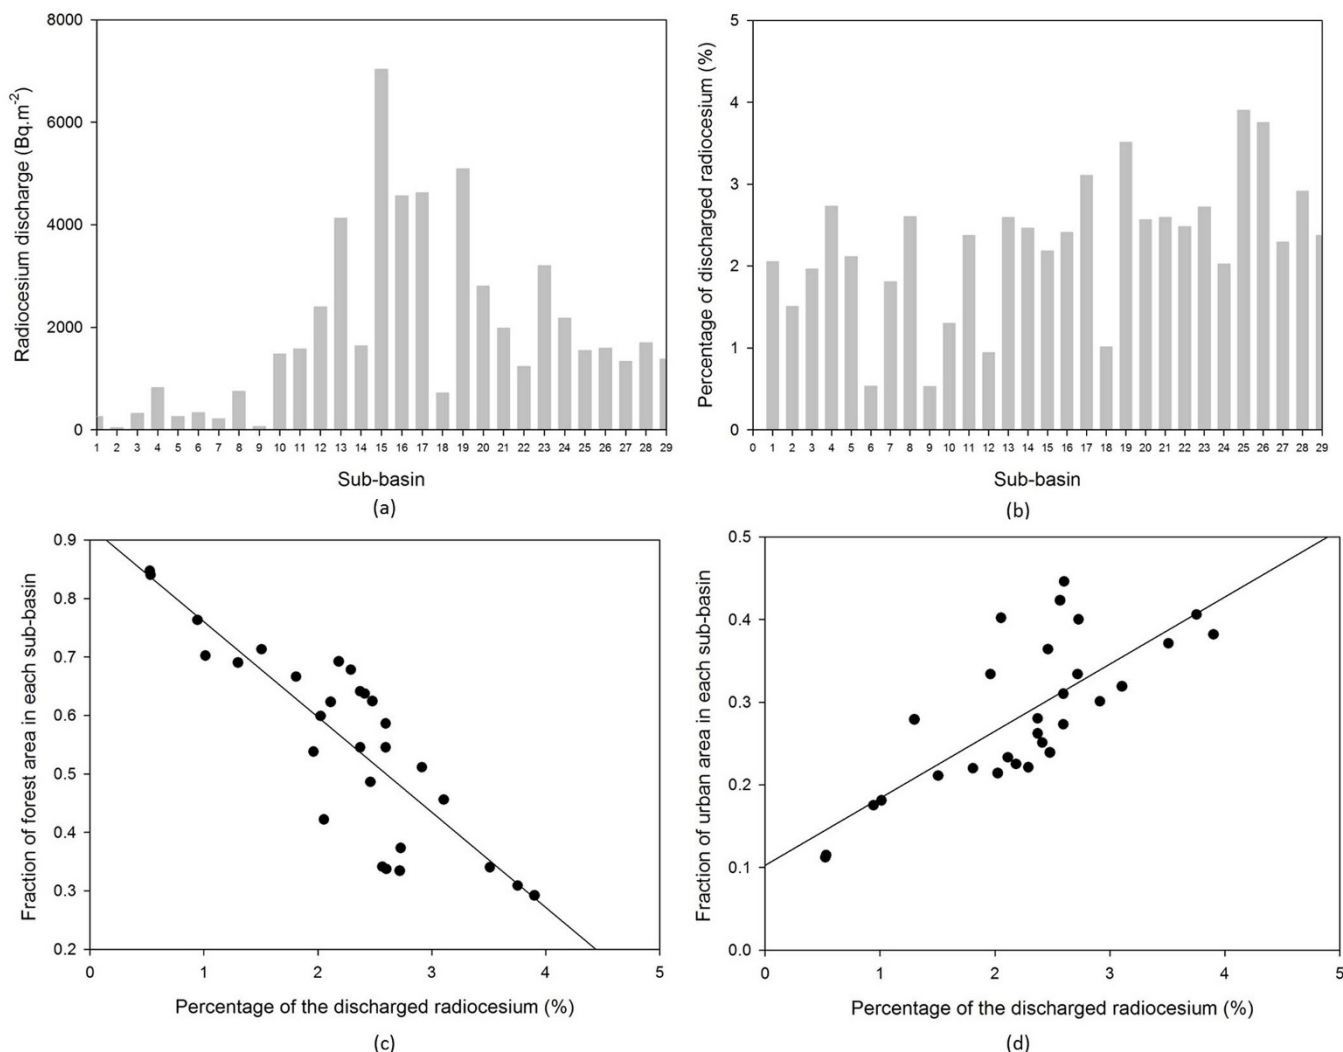 8000
6000
4000
2000
0
Radiocesium discharge (Bq.m-2)
1 2 3 4 5 6 7 8 9 10 11 12 13 14 15 16 17 18 19 20 21 22 23 24 25 26 27 28 29
Sub-basin
(a)
5
4
3
2
1
0
Percentage of discharged radiocesium (%)
0 1 2 3 4 5 6 7 8 9 10 11 12 13 14 15 16 17 18 19 20 21 22 23 24 25 26 27 28 29
Sub-basin
(b)
0.9
0.8
0.7
0.6
0.5
0.4
0.3
0.2
Fraction of forest area in each sub-basin
0 1 2 3 4 5
Percentage of the discharged radiocesium (%)
(c)
0.5
0.4
0.3
0.2
0.1
0.0
Fraction of urban area in each sub-basin
0 1 2 3 4 5
Percentage of the discharged radiocesium (%)
(d)